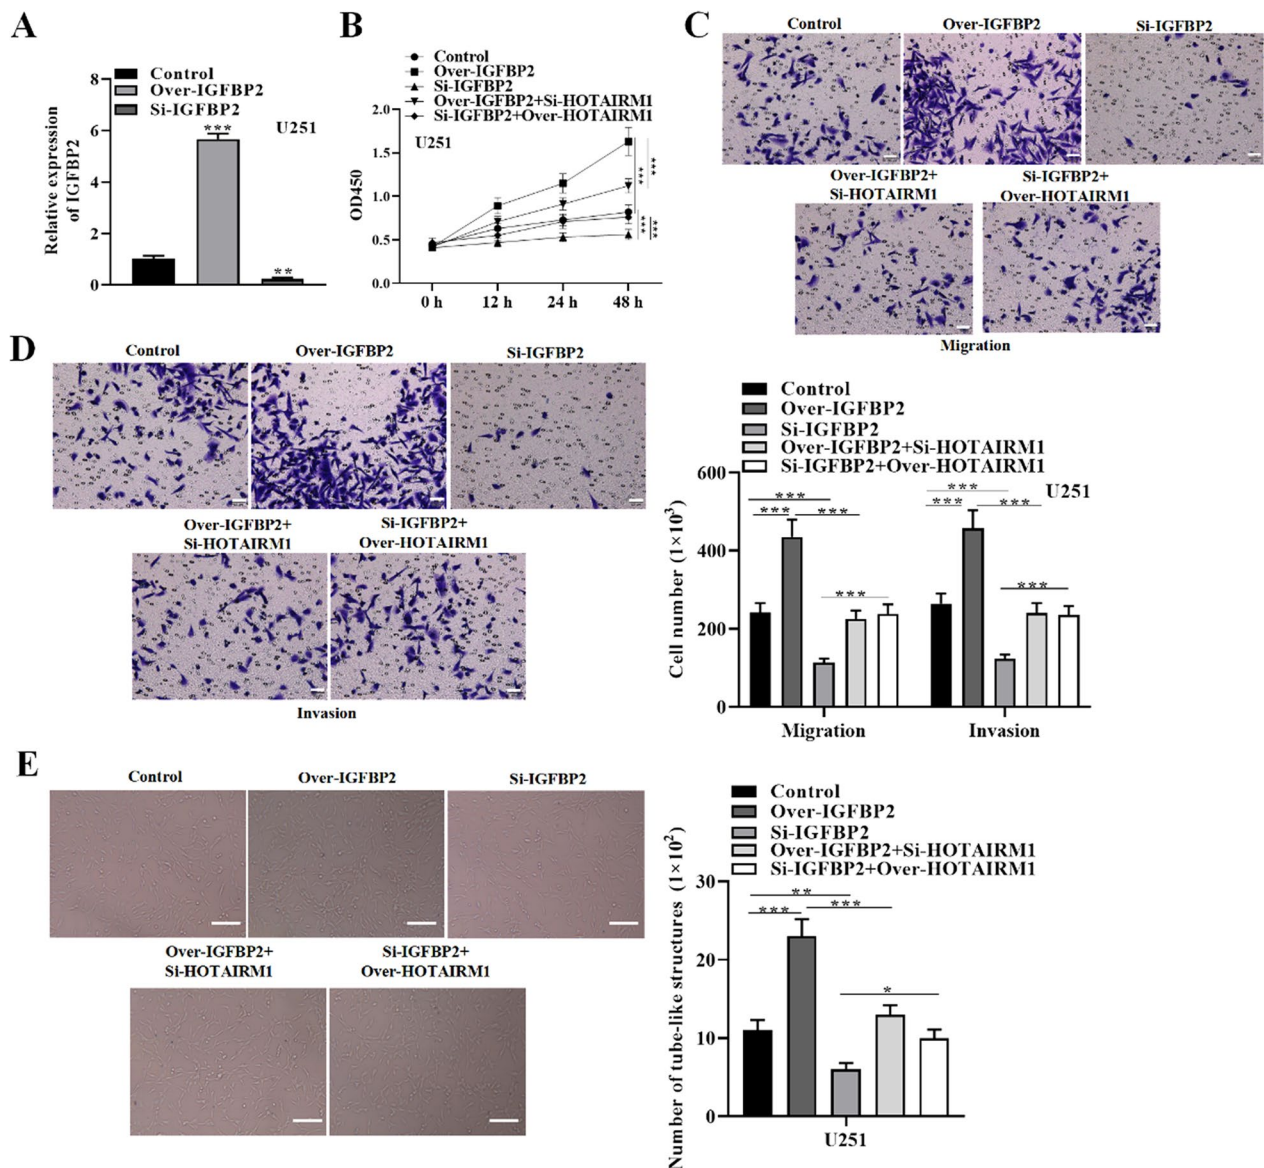 A
Control
Over-IGFBP2
Si-IGFBP2
U251
***
**
8
6
4
2
0
Relative expression
of IGFBP2
B
Control
Over-IGFBP2
Si-IGFBP2
Over-IGFBP2+Si-HOTAIRM1
Si-IGFBP2+Over-HOTAIRM1
U251
2.0
1.5
1.0
0.5
0.0
OD450
0 h 12 h 24 h 48 h
***
***
***
***
C
Control Over-IGFBP2 Si-IGFBP2
Over-IGFBP2+
Si-HOTAIRM1
Si-IGFBP2+
Over-HOTAIRM1
Migration
D
Control Over-IGFBP2 Si-IGFBP2
Over-IGFBP2+
Si-HOTAIRM1
Si-IGFBP2+
Over-HOTAIRM1
Invasion
Control
Over-IGFBP2
Si-IGFBP2
Over-IGFBP2+Si-HOTAIRM1
Si-IGFBP2+Over-HOTAIRM1
U251
600
400
200
0
Cell number (1×10³)
***
*** ***
***
***
*** ***
***
Migration Invasion
E
Control Over-IGFBP2 Si-IGFBP2
Over-IGFBP2+
Si-HOTAIRM1
Si-IGFBP2+
Over-HOTAIRM1
Control
Over-IGFBP2
Si-IGFBP2
Over-IGFBP2+Si-HOTAIRM1
Si-IGFBP2+Over-HOTAIRM1
30
20
10
0
Number of tube-like structures (1×10²)
**
*** ***
*
U251